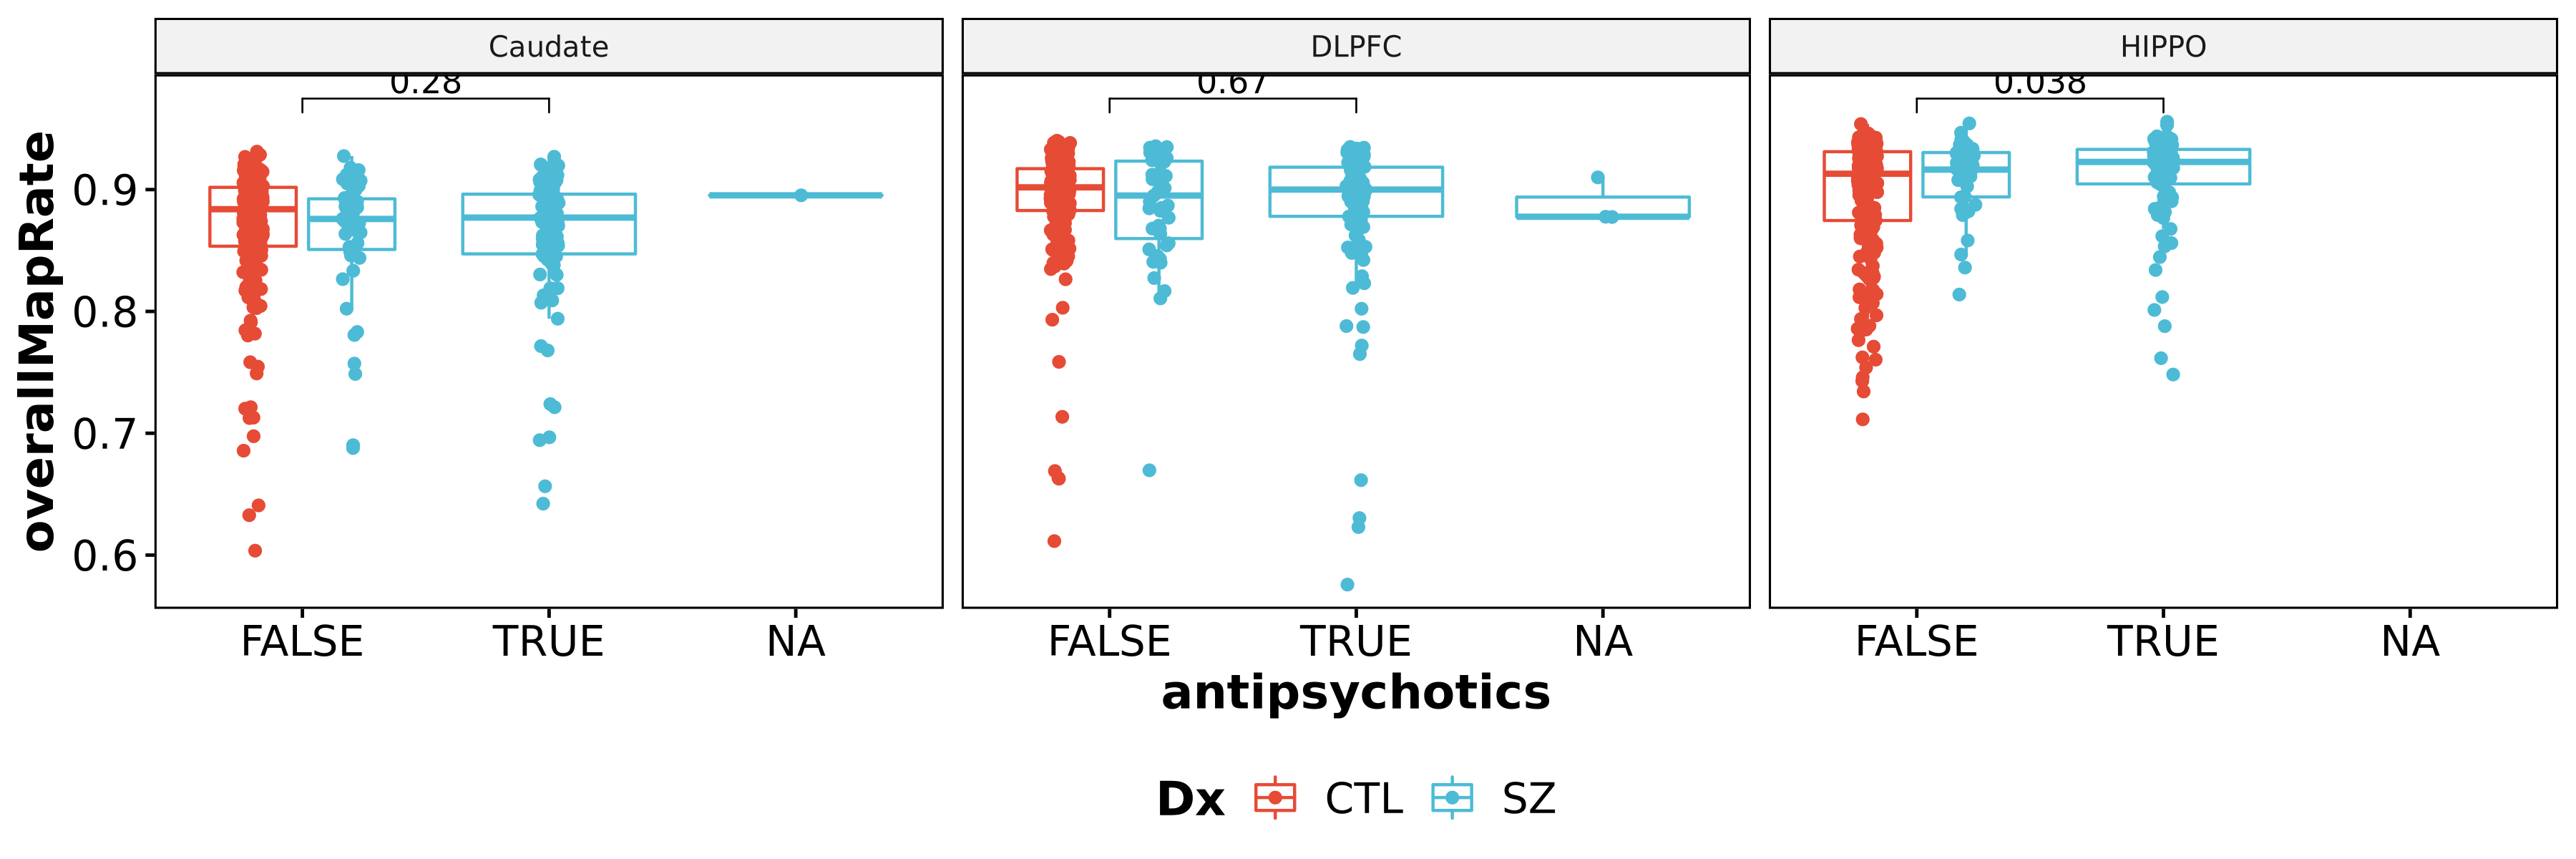 Caudate DLPFC HIPPO
0.28 0.67 0.038
overallMapRate
0.9
0.8
0.7
0.6
FALSE TRUE NA FALSE TRUE NA FALSE TRUE NA
antipsychotics
Dx CTL SZ